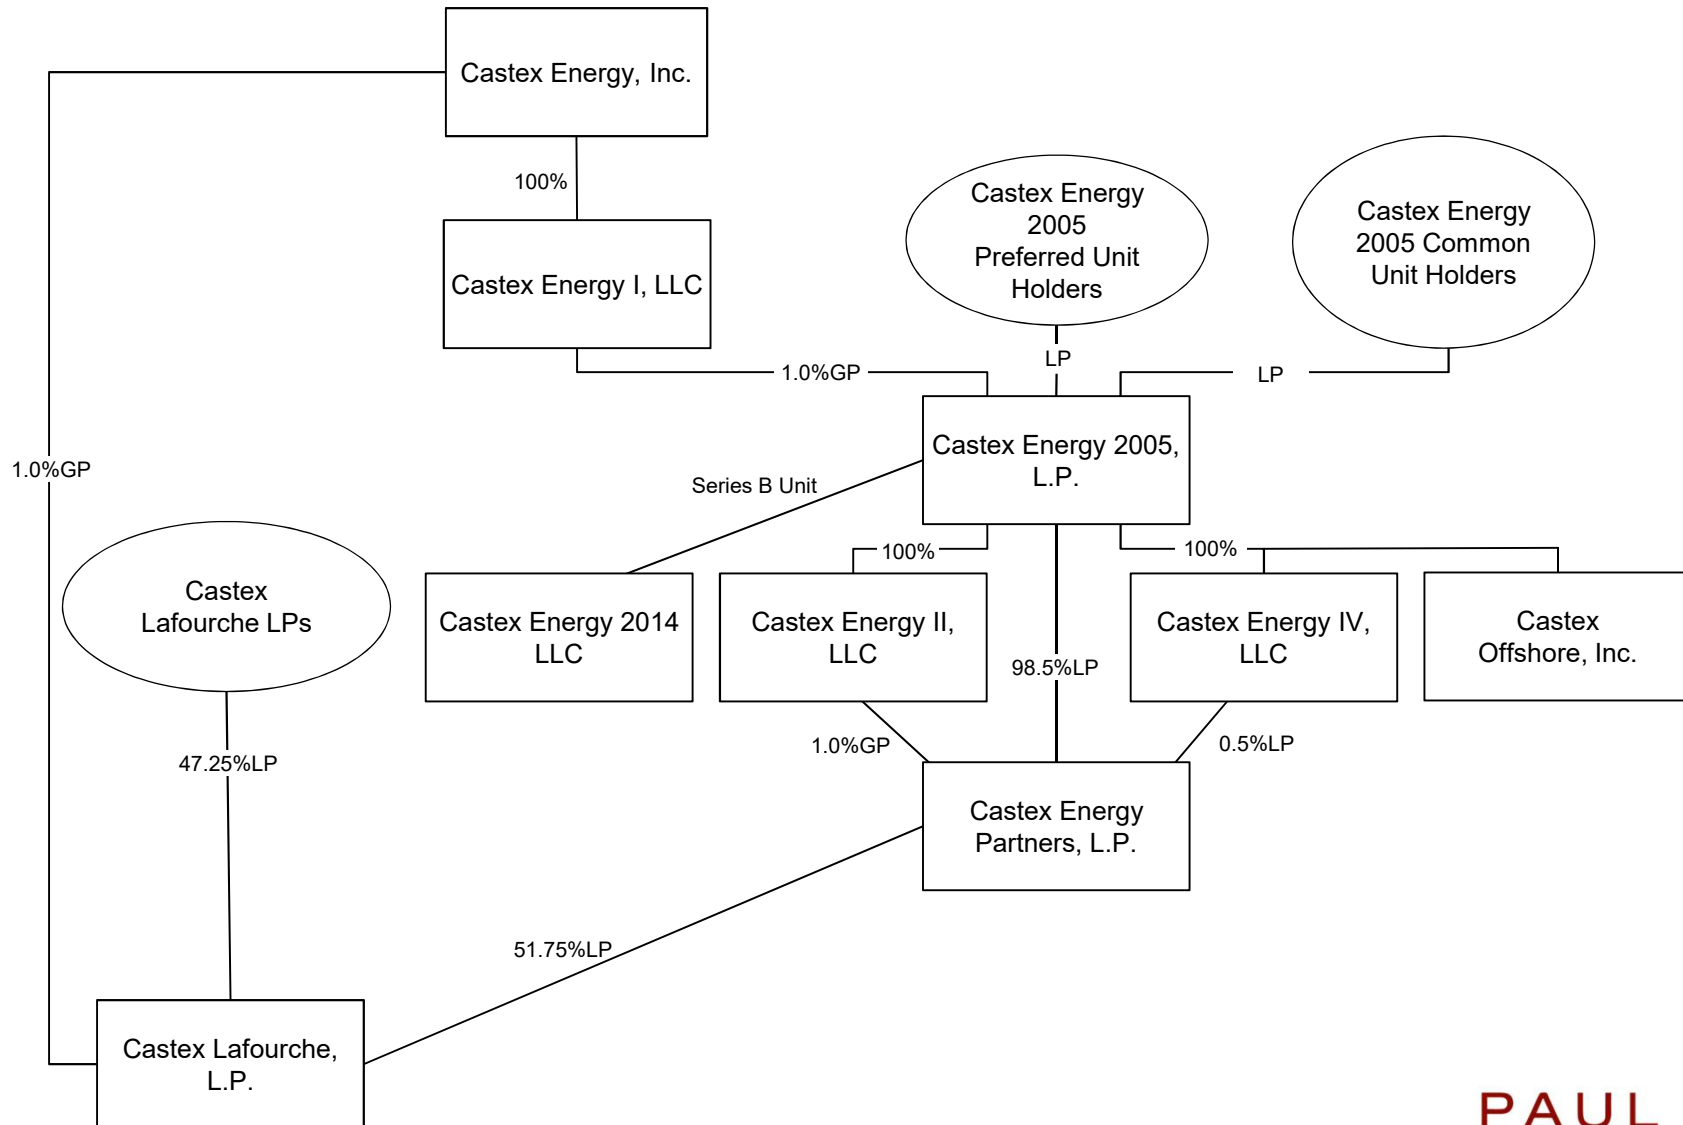 Castex Energy, Inc.
100%
Castex Energy I, LLC
Castex Energy
2005
Preferred Unit
Holders
Castex Energy
2005 Common
Unit Holders
LP
1.0%GP
LP
Castex Energy 2005,
L.P.
1.0%GP
Series B Unit
100%
100%
Castex
Lafourche LPs
Castex Energy 2014
LLC
Castex Energy II,
LLC
98.5%LP
Castex Energy IV,
LLC
Castex
Offshore, Inc.
1.0%GP
0.5%LP
47.25%LP
Castex Energy
Partners, L.P.
51.75%LP
Castex Lafourche,
L.P.
PAUL